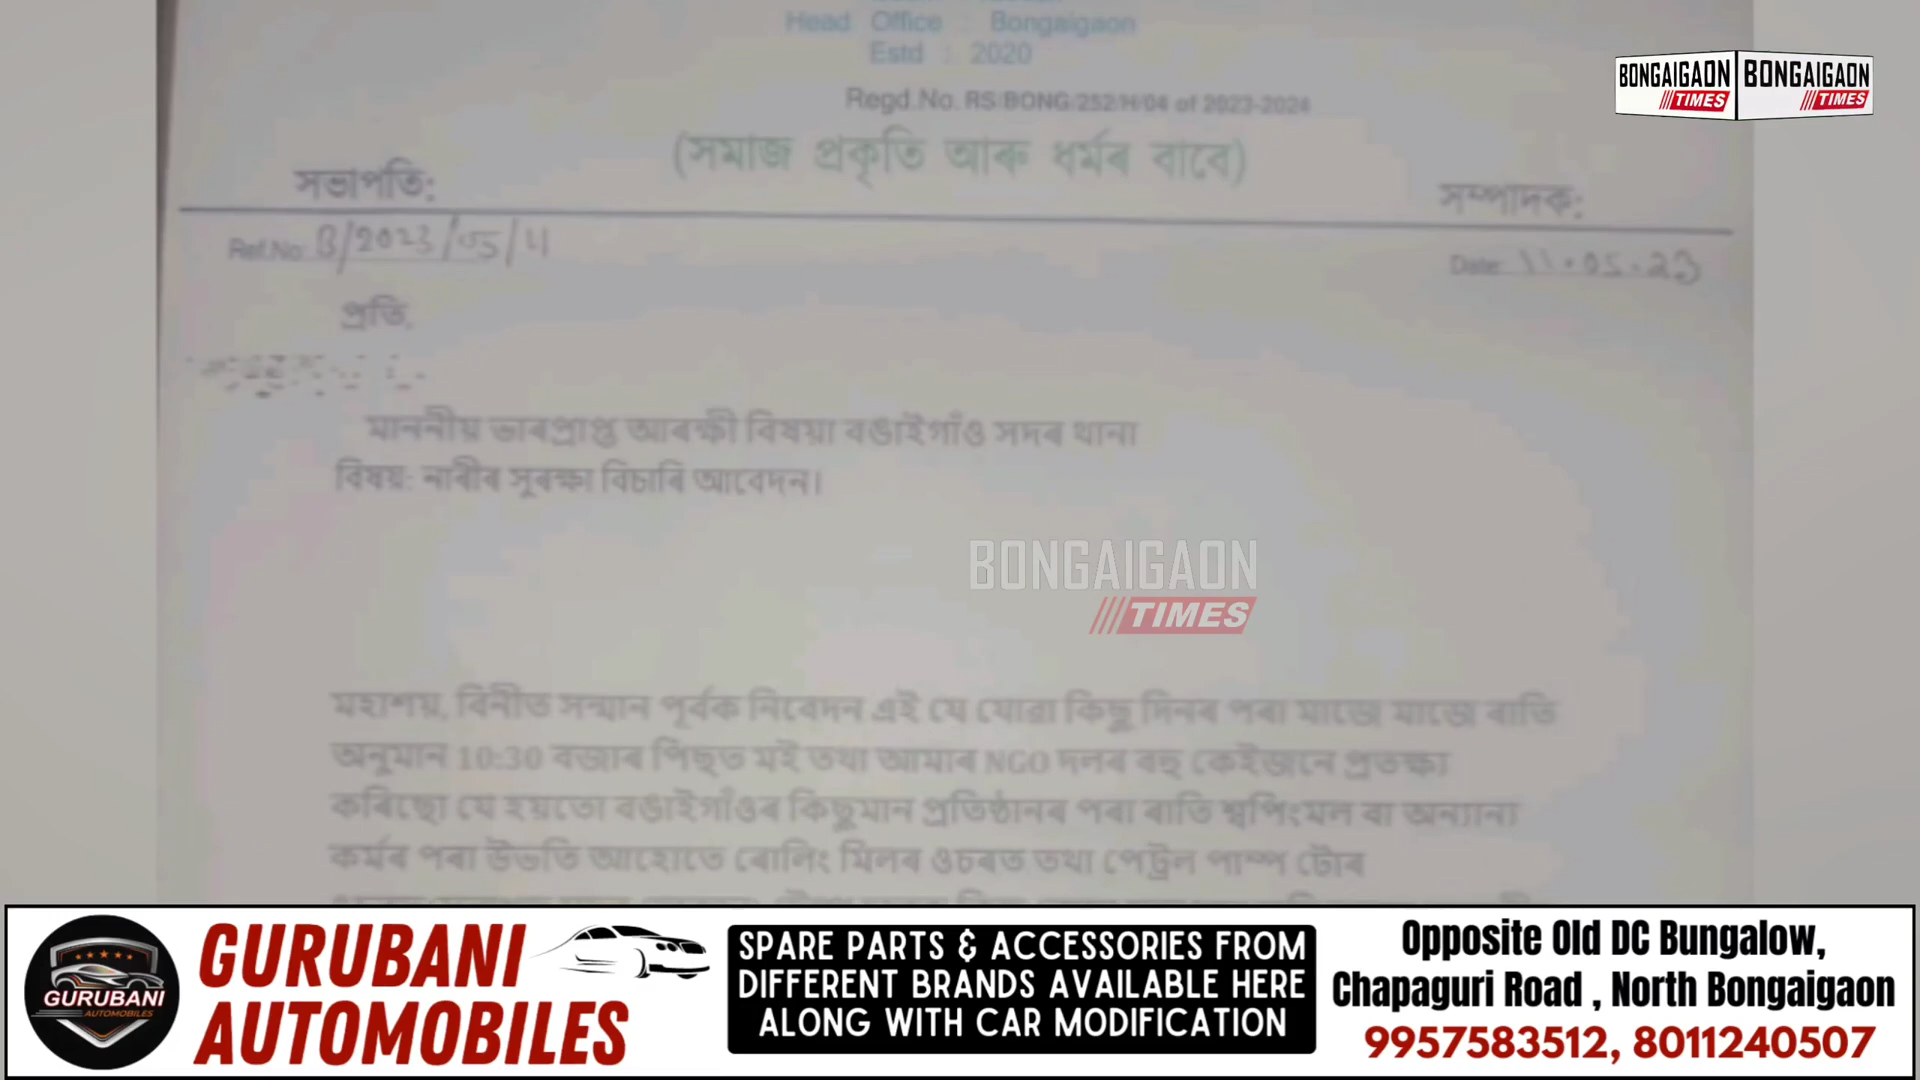 Head Office : Bongaigaon
Estd : 2020
Regd.No. RS/BONG/252/H/04 of 2023-2024
(সমাজ প্ৰকৃতি আৰু ধৰ্মৰ বাবে)
সভাপতি:
সম্পাদক:
Ref.No. B/2023/05/11
Date: 11.05.23
প্ৰতি,
মাননীয় ভাৰপ্ৰাপ্ত আৰক্ষী বিষয়া বঙাইগাঁও সদৰ থানা
বিষয়: নাৰীৰ সুৰক্ষা বিচাৰি আবেদন।
মহাশয়, বিনীত সন্মান পূৰ্বক নিবেদন এই যে যোৱা কিছু দিনৰ পৰা মাজে মাজে ৰাতি
অনুমান 10:30 বজাৰ পিছত মই তথা আমাৰ NGO দলৰ বহু কেইজনে প্ৰতক্ষ্য
কৰিছো যে হয়তো বঙাইগাঁওৰ কিছুমান প্ৰতিষ্ঠানৰ পৰা ৰাতি শ্বপিংমল বা অন্যান্য
কৰ্মৰ পৰা উভতি আহোতে ৰোলিং মিলৰ ওচৰত তথা পেট্ৰল পাম্প টোৰ
BONGAIGAON TIMES
BONGAIGAON TIMES
BONGAIGAON TIMES
GURUBANI AUTOMOBILES
GURUBANI
AUTOMOBILES
SPARE PARTS & ACCESSORIES FROM
DIFFERENT BRANDS AVAILABLE HERE
ALONG WITH CAR MODIFICATION
Opposite Old DC Bungalow,
Chapaguri Road , North Bongaigaon
9957583512, 8011240507